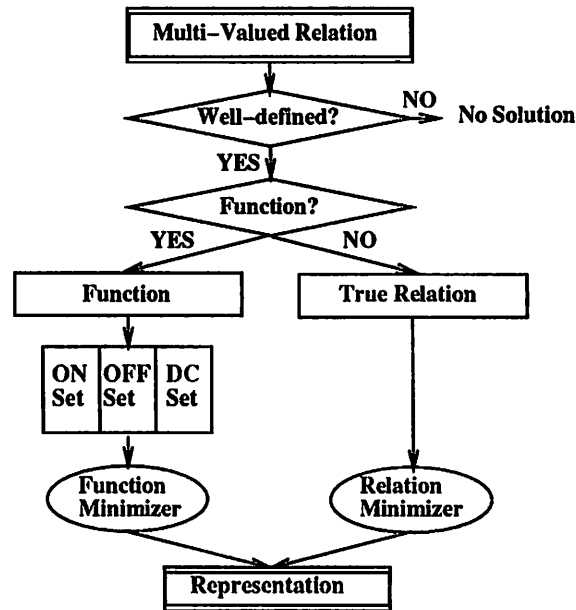 Multi-Valued Relation
NO
Well-defined?
No Solution
YES
Function?
YES
NO
Function
True Relation
ON Set
OFF Set
DC Set
Function
Minimizer
Relation
Minimizer
Representation